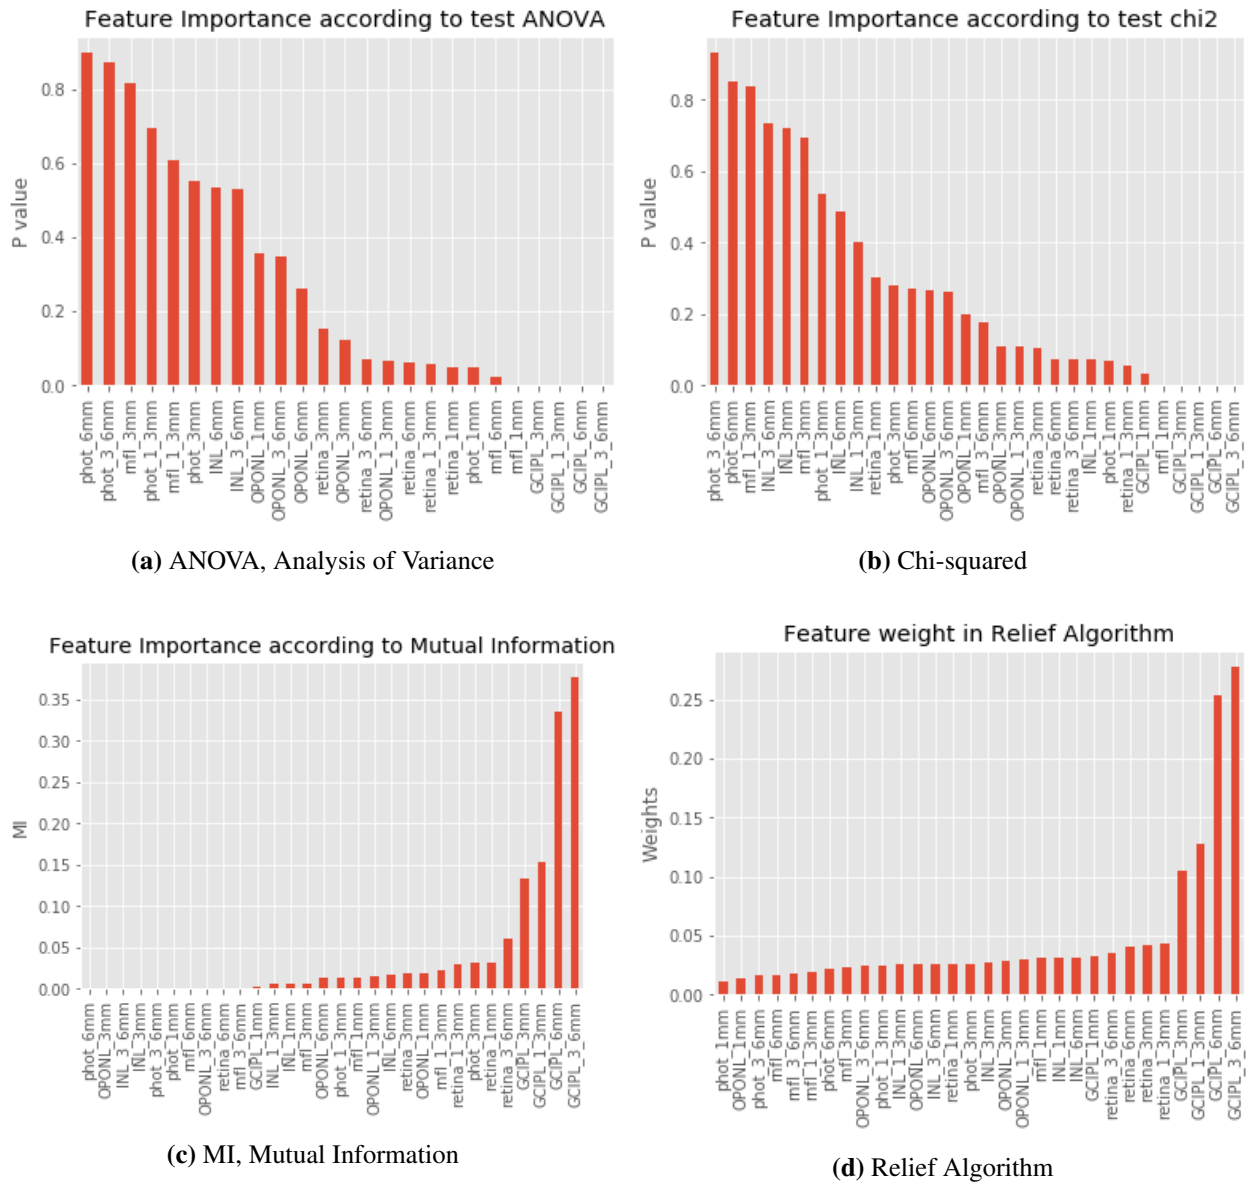 Feature Importance according to test ANOVA
P value
0.8
0.6
0.4
0.2
0.0
phot_6mm
phot_3_6mm
mfl_3mm
phot_1_3mm
mfl_1_3mm
phot_3mm
INL_6mm
INL_3_6mm
OPONL_1mm
OPONL_3_6mm
OPONL_6mm
retina_3mm
OPONL_3mm
retina_3_6mm
OPONL_1_3mm
retina_6mm
retina_1_3mm
retina_1mm
phot_1mm
mfl_6mm
mfl_1mm
GCIPL_3mm
GCIPL_1_3mm
GCIPL_6mm
GCIPL_3_6mm
(a) ANOVA, Analysis of Variance
Feature Importance according to test chi2
P value
0.8
0.6
0.4
0.2
0.0
phot_3_6mm
phot_6mm
mfl_1_3mm
INL_3_6mm
INL_3mm
mfl_3mm
phot_1_3mm
INL_6mm
INL_1_3mm
retina_1mm
phot_3mm
mfl_6mm
OPONL_6mm
OPONL_3_6mm
OPONL_1mm
mfl_3_6mm
OPONL_3mm
OPONL_1_3mm
retina_3mm
retina_6mm
retina_3_6mm
INL_1mm
phot_1mm
retina_1_3mm
GCIPL_1mm
mfl_1mm
GCIPL_3mm
GCIPL_1_3mm
GCIPL_6mm
GCIPL_3_6mm
(b) Chi-squared
Feature Importance according to Mutual Information
MI
0.35
0.30
0.25
0.20
0.15
0.10
0.05
0.00
phot_6mm
OPONL_3mm
INL_3_6mm
INL_3mm
phot_3_6mm
phot_1mm
mfl_6mm
OPONL_3_6mm
retina_6mm
mfl_3_6mm
GCIPL_1mm
INL_1_3mm
INL_1mm
mfl_3mm
OPONL_6mm
phot_1_3mm
mfl_1mm
OPONL_1_3mm
INL_6mm
retina_3mm
OPONL_1mm
mfl_1_3mm
retina_1_3mm
phot_3mm
retina_1mm
retina_3_6mm
GCIPL_3mm
GCIPL_1_3mm
GCIPL_6mm
GCIPL_3_6mm
(c) MI, Mutual Information
Feature weight in Relief Algorithm
Weights
0.25
0.20
0.15
0.10
0.05
0.00
phot_1mm
OPONL_1mm
phot_3_6mm
mfl_6mm
mfl_3_6mm
mfl_1_3mm
phot_6mm
mfl_3mm
OPONL_3_6mm
phot_1_3mm
INL_1_3mm
OPONL_6mm
INL_3_6mm
retina_1mm
phot_3mm
INL_3mm
OPONL_3mm
OPONL_1_3mm
mfl_1mm
INL_1mm
INL_6mm
GCIPL_1mm
retina_3_6mm
retina_6mm
retina_3mm
retina_1_3mm
GCIPL_3mm
GCIPL_1_3mm
GCIPL_6mm
GCIPL_3_6mm
(d) Relief Algorithm